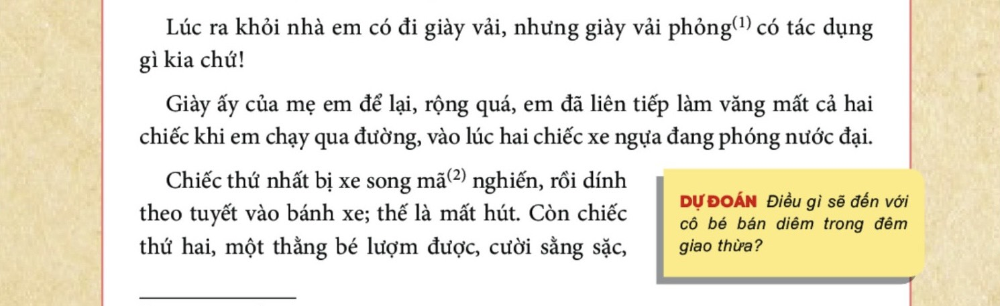 Lúc ra khỏi nhà em có đi giày vải, nhưng giày vải phỏng(1) có tác dụng
gì kia chứ!
Giày ấy của mẹ em để lại, rộng quá, em đã liên tiếp làm văng mất cả hai
chiếc khi em chạy qua đường, vào lúc hai chiếc xe ngựa đang phóng nước đại.
Chiếc thứ nhất bị xe song mã(2) nghiến, rồi dính
theo tuyết vào bánh xe; thế là mất hút. Còn chiếc
thứ hai, một thằng bé lượm được, cười sằng sặc,
DỰ ĐOÁN Điều gì sẽ đến với
cô bé bán diêm trong đêm
giao thừa?